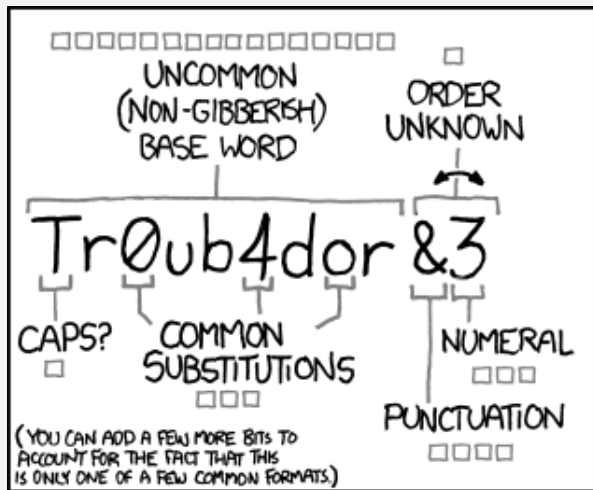 UNCOMMON
(NON-GIBBERISH)
BASE WORD
ORDER
UNKNOWN
Tr0ub4dor &3
CAPS?
COMMON
SUBSTITUTIONS
NUMERAL
PUNCTUATION
(YOU CAN ADD A FEW MORE BITS TO
ACCOUNT FOR THE FACT THAT THIS
IS ONLY ONE OF A FEW COMMON FORMATS.)